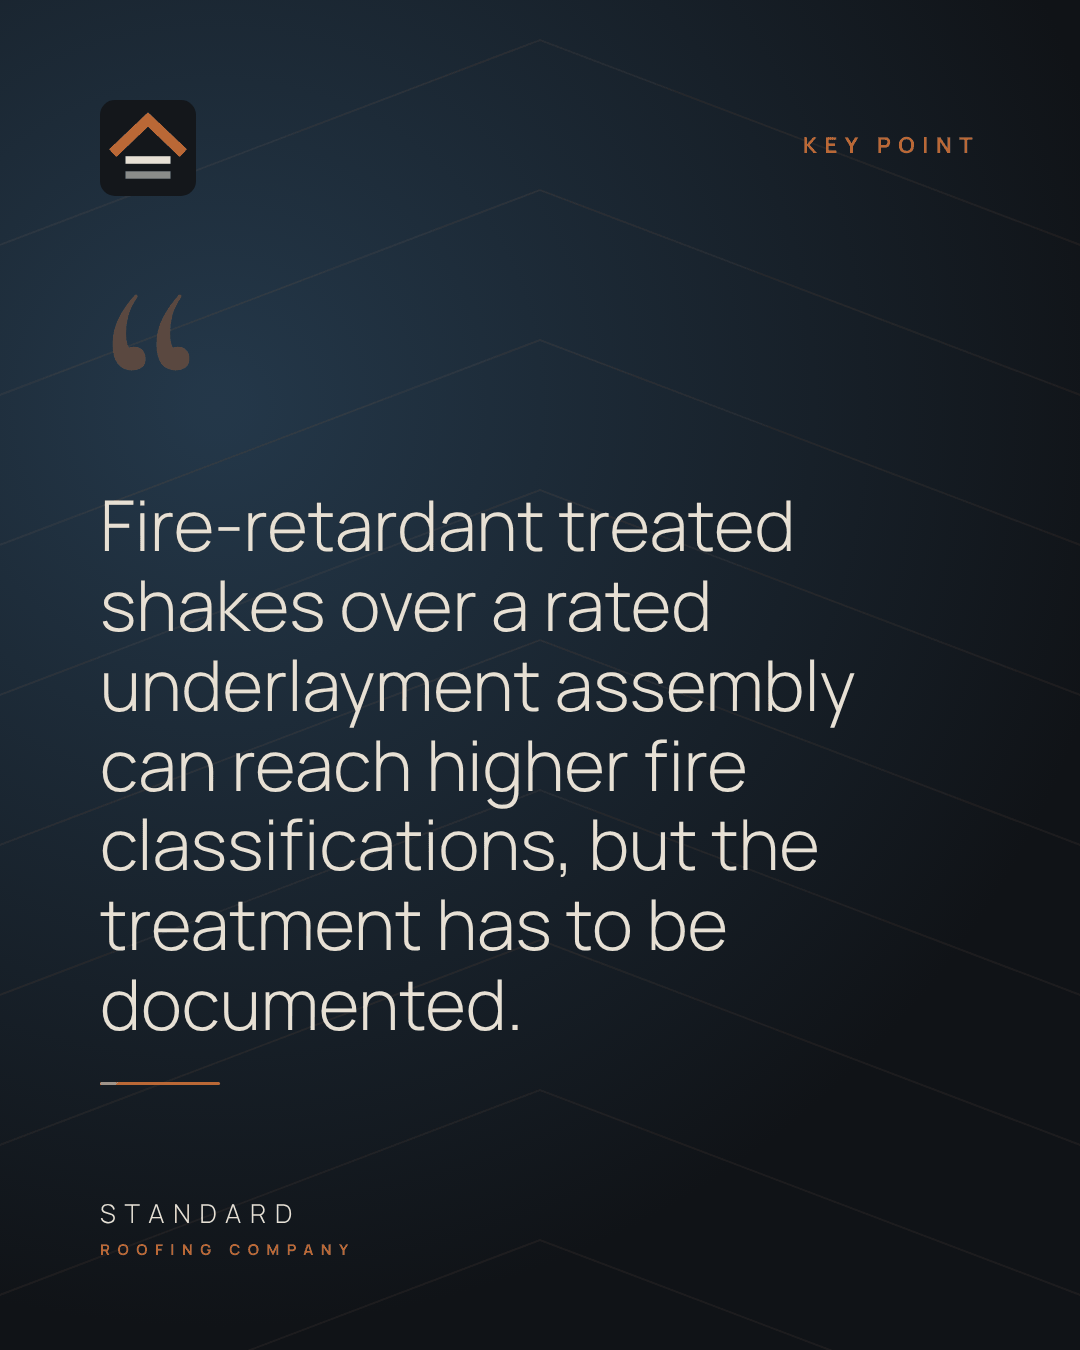 KEY POINT
“
Fire-retardant treated
shakes over a rated
underlayment assembly
can reach higher fire
classifications, but the
treatment has to be
documented.
STANDARD
ROOFING COMPANY